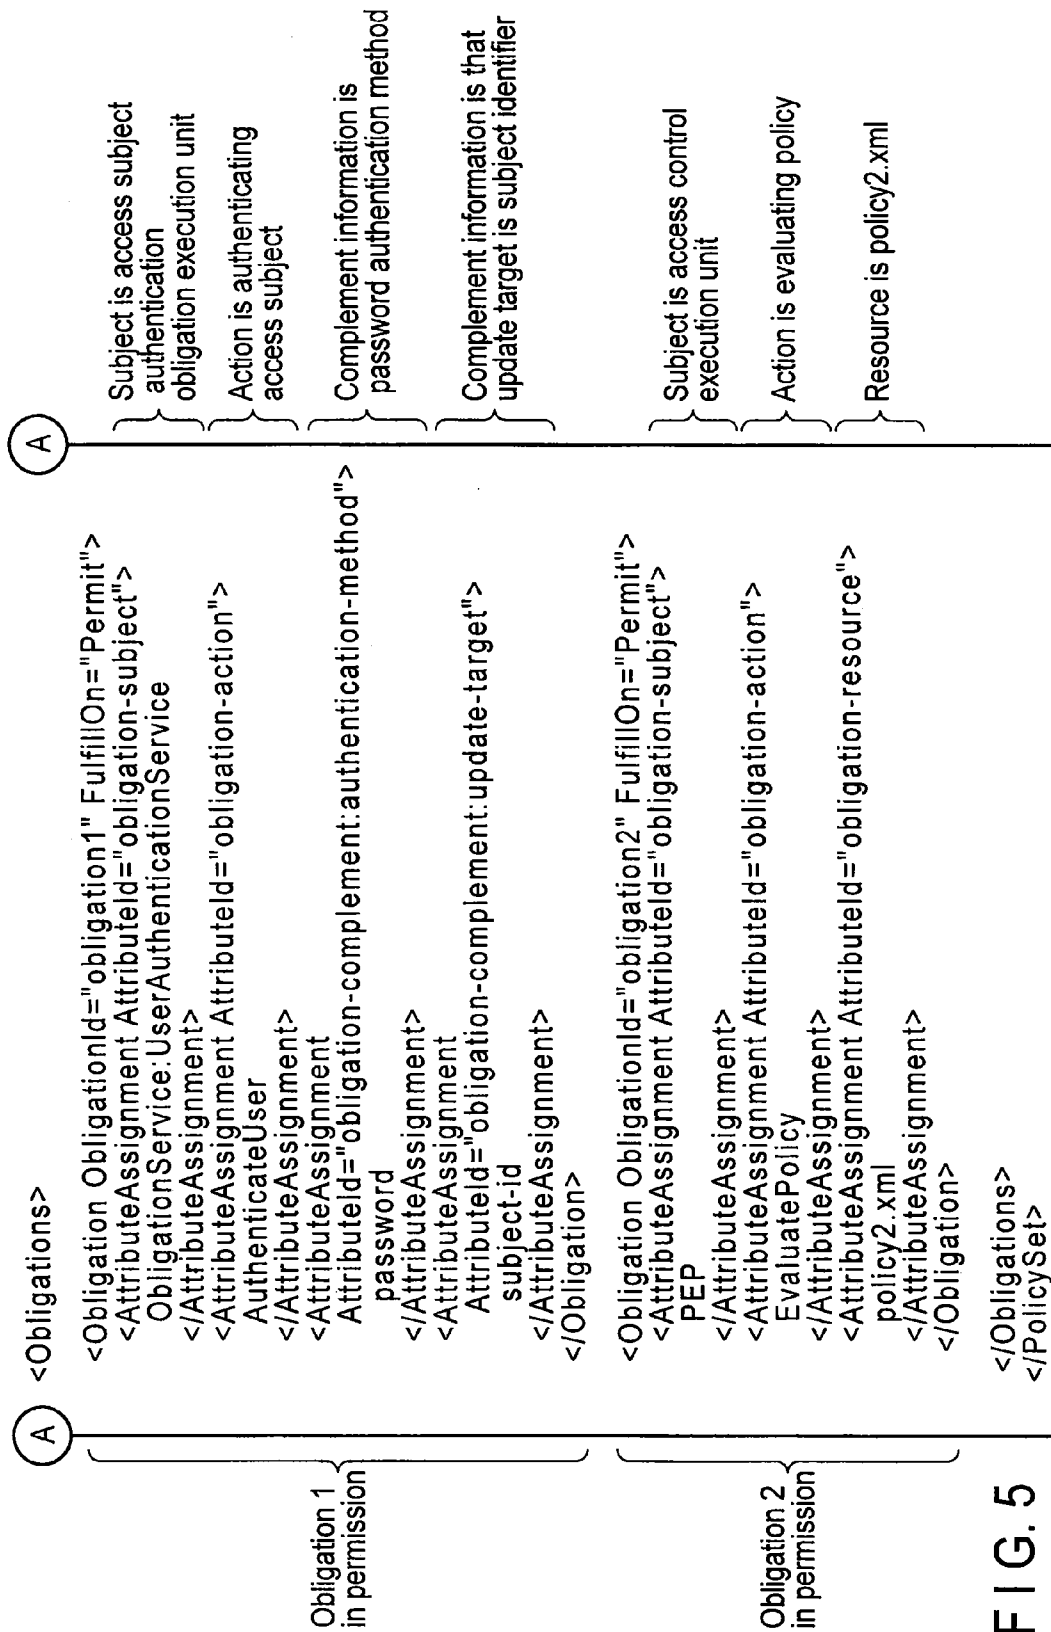 A
A
<Obligations>
<Obligation ObligationId="obligation1" FulfillOn="Permit">
<AttributeAssignment AttributeId="obligation-subject">
ObligationService:UserAuthenticationService
</AttributeAssignment>
<AttributeAssignment AttributeId="obligation-action">
AuthenticateUser
</AttributeAssignment>
<AttributeAssignment
AttributeId="obligation-complement:authentication-method">
password
</AttributeAssignment>
<AttributeAssignment
AttributeId="obligation-complement:update-target">
subject-id
</AttributeAssignment>
</Obligation>
<Obligation ObligationId="obligation2" FulfillOn="Permit">
<AttributeAssignment AttributeId="obligation-subject">
PEP
</AttributeAssignment>
<AttributeAssignment AttributeId="obligation-action">
EvaluatePolicy
</AttributeAssignment>
<AttributeAssignment AttributeId="obligation-resource">
policy2.xml
</AttributeAssignment>
</Obligation>
</Obligations>
</PolicySet>
Obligation 1
in permission
Obligation 2
in permission
Subject is access subject
authentication
obligation execution unit
Action is authenticating
access subject
Complement information is
password authentication method
Complement information is that
update target is subject identifier
Subject is access control
execution unit
Action is evaluating policy
Resource is policy2.xml
FIG. 5